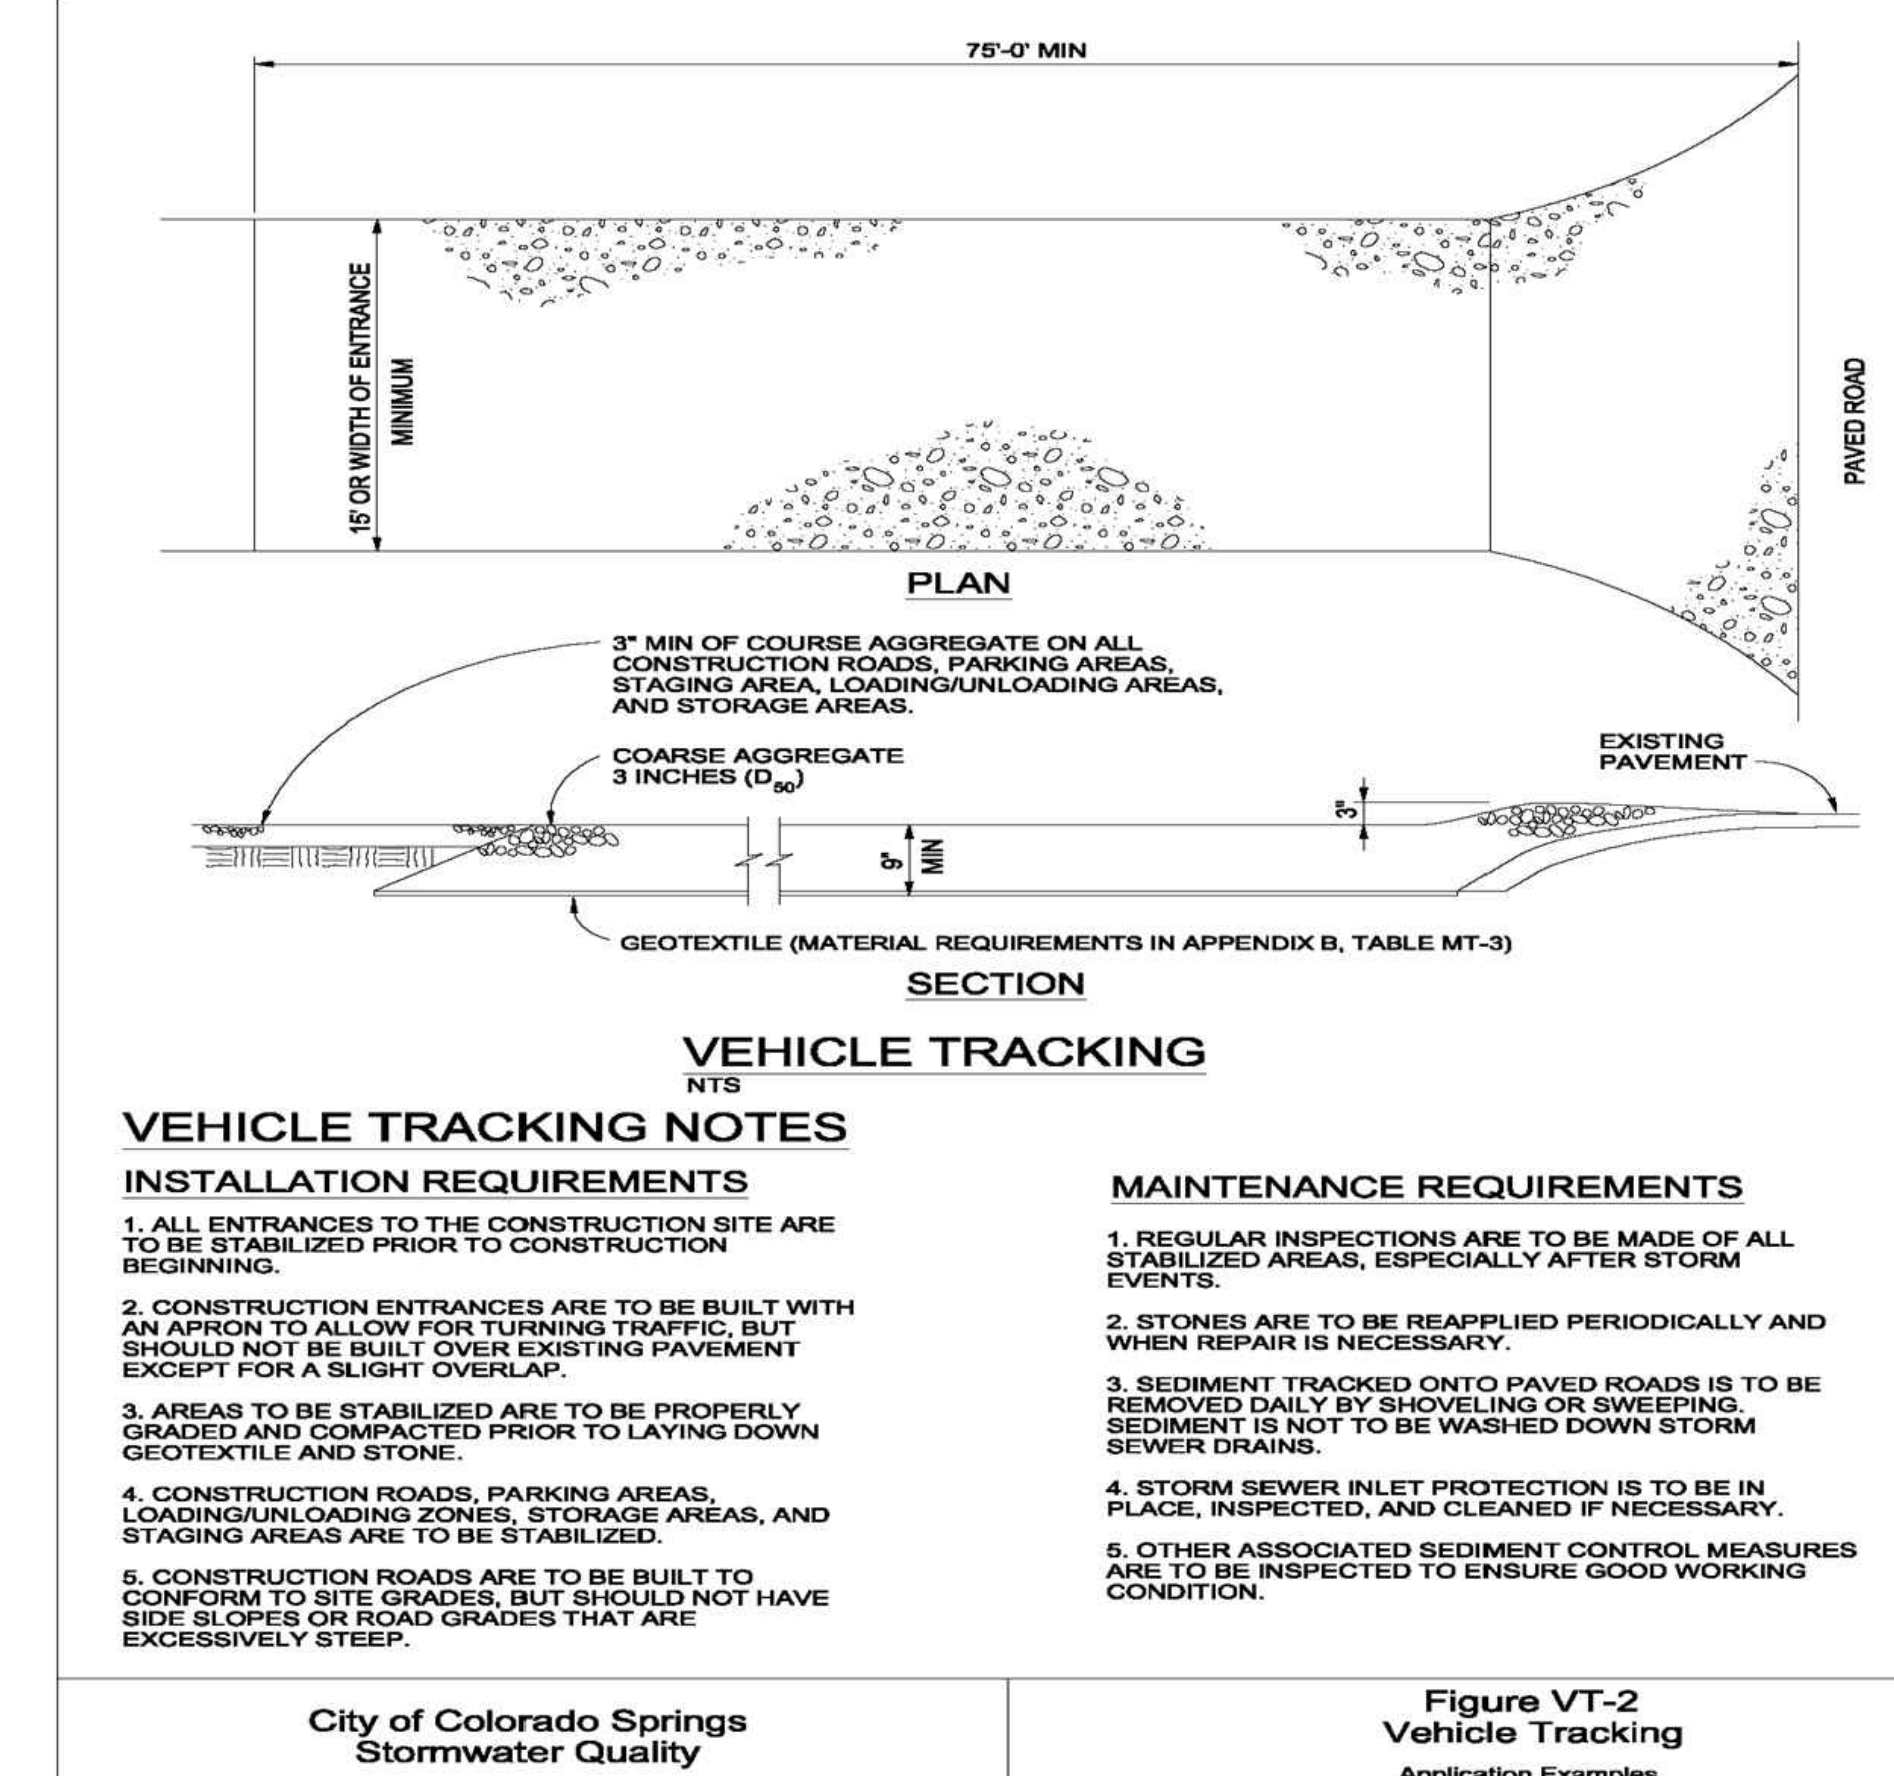 75'-0' MIN
15' OR WIDTH OF ENTRANCE
MINIMUM
PAVED ROAD
PLAN
3" MIN OF COURSE AGGREGATE ON ALL
CONSTRUCTION ROADS, PARKING AREAS,
STAGING AREA, LOADING/UNLOADING AREAS,
AND STORAGE AREAS.
COARSE AGGREGATE
3 INCHES (D50)
EXISTING
PAVEMENT
3"
9"
MIN
GEOTEXTILE (MATERIAL REQUIREMENTS IN APPENDIX B, TABLE MT-3)
SECTION
VEHICLE TRACKING
NTS
VEHICLE TRACKING NOTES
INSTALLATION REQUIREMENTS
1. ALL ENTRANCES TO THE CONSTRUCTION SITE ARE
TO BE STABILIZED PRIOR TO CONSTRUCTION
BEGINNING.
2. CONSTRUCTION ENTRANCES ARE TO BE BUILT WITH
AN APRON TO ALLOW FOR TURNING TRAFFIC, BUT
SHOULD NOT BE BUILT OVER EXISTING PAVEMENT
EXCEPT FOR A SLIGHT OVERLAP.
3. AREAS TO BE STABILIZED ARE TO BE PROPERLY
GRADED AND COMPACTED PRIOR TO LAYING DOWN
GEOTEXTILE AND STONE.
4. CONSTRUCTION ROADS, PARKING AREAS,
LOADING/UNLOADING ZONES, STORAGE AREAS, AND
STAGING AREAS ARE TO BE STABILIZED.
5. CONSTRUCTION ROADS ARE TO BE BUILT TO
CONFORM TO SITE GRADES, BUT SHOULD NOT HAVE
SIDE SLOPES OR ROAD GRADES THAT ARE
EXCESSIVELY STEEP.
MAINTENANCE REQUIREMENTS
1. REGULAR INSPECTIONS ARE TO BE MADE OF ALL
STABILIZED AREAS, ESPECIALLY AFTER STORM
EVENTS.
2. STONES ARE TO BE REAPPLIED PERIODICALLY AND
WHEN REPAIR IS NECESSARY.
3. SEDIMENT TRACKED ONTO PAVED ROADS IS TO BE
REMOVED DAILY BY SHOVELING OR SWEEPING.
SEDIMENT IS NOT TO BE WASHED DOWN STORM
SEWER DRAINS.
4. STORM SEWER INLET PROTECTION IS TO BE IN
PLACE, INSPECTED, AND CLEANED IF NECESSARY.
5. OTHER ASSOCIATED SEDIMENT CONTROL MEASURES
ARE TO BE INSPECTED TO ENSURE GOOD WORKING
CONDITION.
City of Colorado Springs
Stormwater Quality
Figure VT-2
Vehicle Tracking
Application Examples